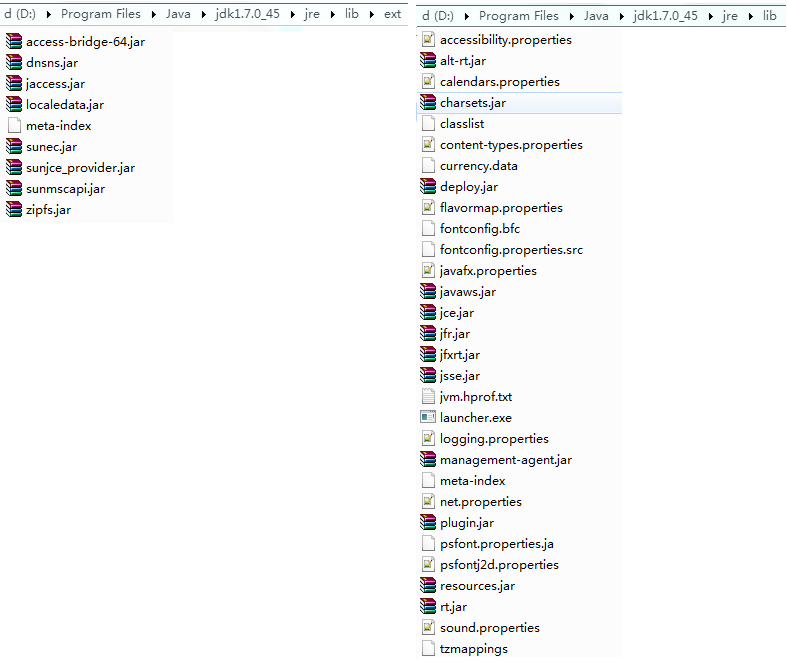 d (D:) Program Files Java jdk1.7.0_45 jre lib ext
access-bridge-64.jar
dnsns.jar
jaccess.jar
localedata.jar
meta-index
sunec.jar
sunjce_provider.jar
sunmscapi.jar
zipfs.jar
d (D:) Program Files Java jdk1.7.0_45 jre lib
accessibility.properties
alt-rt.jar
calendars.properties
charsets.jar
classlist
content-types.properties
currency.data
deploy.jar
flavormap.properties
fontconfig.bfc
fontconfig.properties.src
javafx.properties
javaws.jar
jce.jar
jfr.jar
jfxrt.jar
jsse.jar
jvm.hprof.txt
launcher.exe
logging.properties
management-agent.jar
meta-index
net.properties
plugin.jar
psfont.properties.ja
psfontj2d.properties
resources.jar
rt.jar
sound.properties
tzmappings